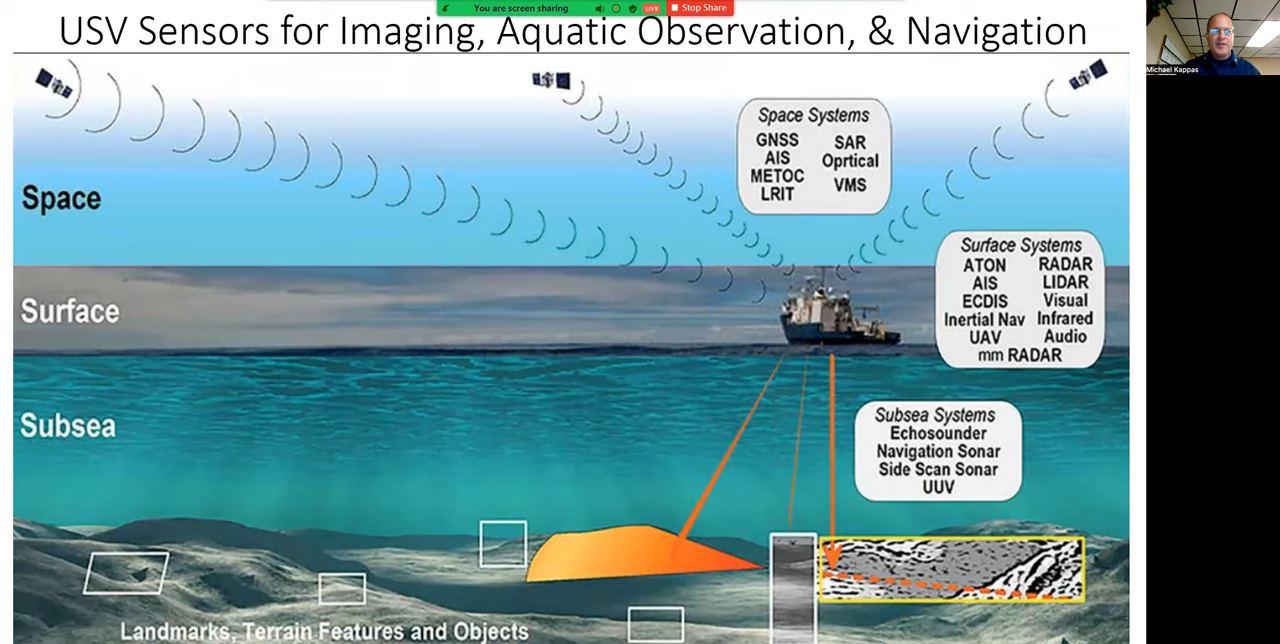 You are screen sharing
LIVE
Stop Share
USV Sensors for Imaging, Aquatic Observation, & Navigation
Michael Kappas
Space Systems
GNSS SAR
AIS Oprtical
METOC VMS
LRIT
Space
Surface Systems
ATON RADAR
AIS LIDAR
ECDIS Visual
Inertial Nav Infrared
UAV Audio
mm RADAR
Surface
Subsea Systems
Echosounder
Navigation Sonar
Side Scan Sonar
UUV
Subsea
Landmarks, Terrain Features and Objects